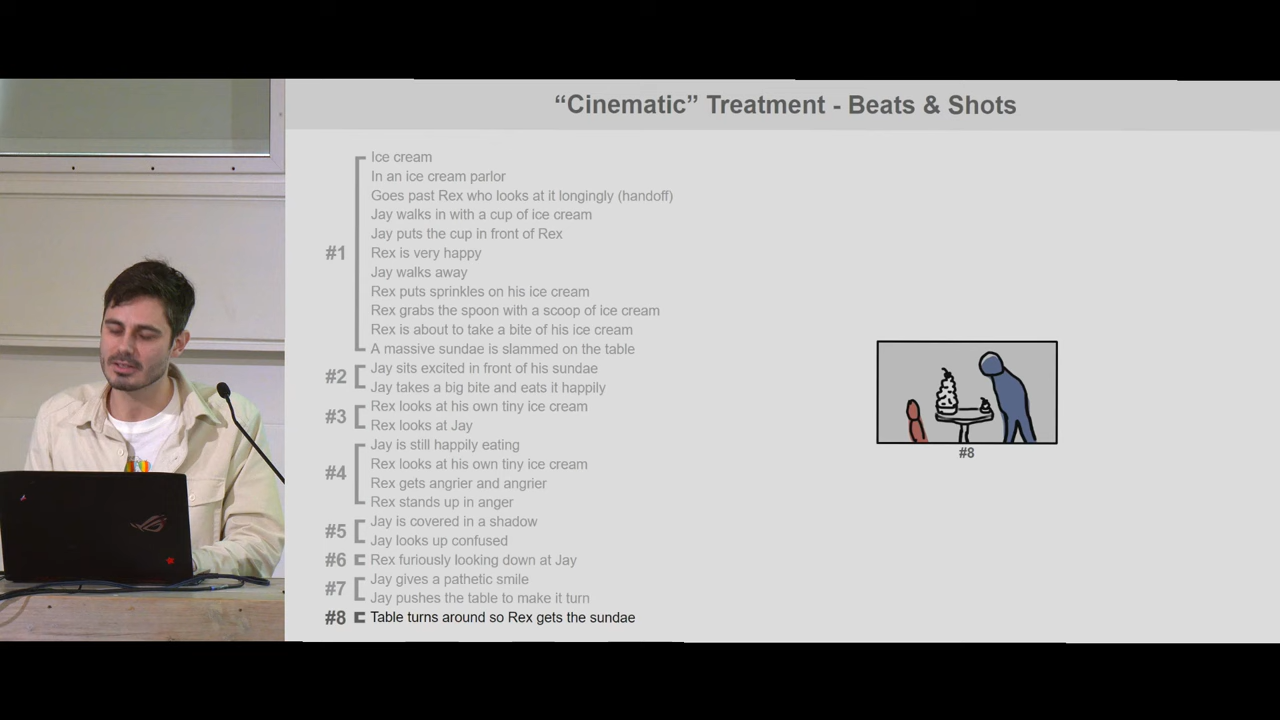 “Cinematic” Treatment - Beats & Shots
#1
Ice cream
In an ice cream parlor
Goes past Rex who looks at it longingly (handoff)
Jay walks in with a cup of ice cream
Jay puts the cup in front of Rex
Rex is very happy
Jay walks away
Rex puts sprinkles on his ice cream
Rex grabs the spoon with a scoop of ice cream
Rex is about to take a bite of his ice cream
A massive sundae is slammed on the table
#2
Jay sits excited in front of his sundae
Jay takes a big bite and eats it happily
#3
Rex looks at his own tiny ice cream
Rex looks at Jay
#4
Jay is still happily eating
Rex looks at his own tiny ice cream
Rex gets angrier and angrier
Rex stands up in anger
#5
Jay is covered in a shadow
Jay looks up confused
#6 Rex furiously looking down at Jay
#7
Jay gives a pathetic smile
Jay pushes the table to make it turn
#8 Table turns around so Rex gets the sundae
#8